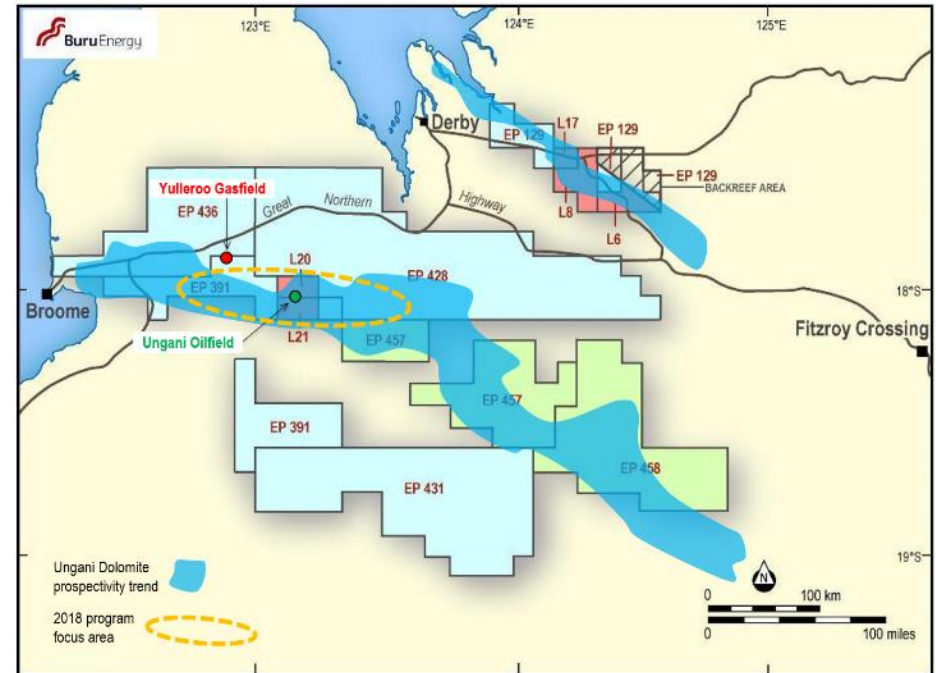 BuruEnergy
123°E
124°E
125°E
Derby
EP 129
L17
EP 129
EP 129
BACKREEF AREA
L8
L6
Yulleroo Gasfield
EP 436
Great Northern Highway
L20
EP 391
EP 428
18°S
Broome
Ungani Oilfield
L21
EP 457
Fitzroy Crossing
EP 457
EP 391
EP 458
EP 431
19°S
Ungani Dolomite
prospectivity trend
2018 program
focus area
N
0 100 km
0 100 miles